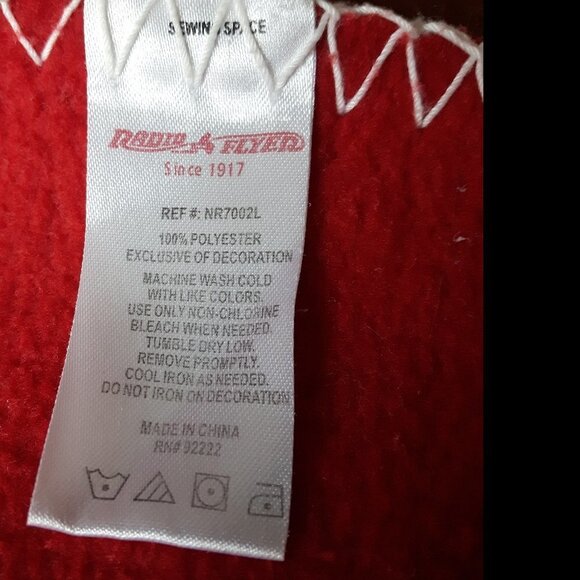 SEWING SPACE
RADIO FLYER
Since 1917
REF #: NR7002L
100% POLYESTER
EXCLUSIVE OF DECORATION
MACHINE WASH COLD
WITH LIKE COLORS.
USE ONLY NON-CHLORINE
BLEACH WHEN NEEDED.
TUMBLE DRY LOW.
REMOVE PROMPTLY.
COOL IRON AS NEEDED.
DO NOT IRON ON DECORATION
MADE IN CHINA
RN# 92222